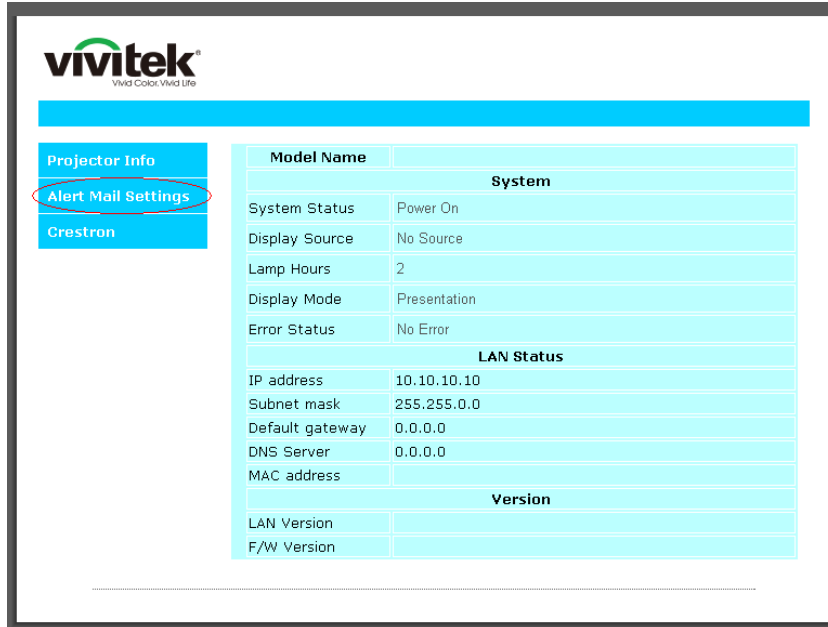 vivitek®
Vivid Color, Vivid Life
Projector Info
Alert Mail Settings
Crestron
Model Name
System
System Status Power On
Display Source No Source
Lamp Hours 2
Display Mode Presentation
Error Status No Error
LAN Status
IP address 10.10.10.10
Subnet mask 255.255.0.0
Default gateway 0.0.0.0
DNS Server 0.0.0.0
MAC address
Version
LAN Version
F/W Version